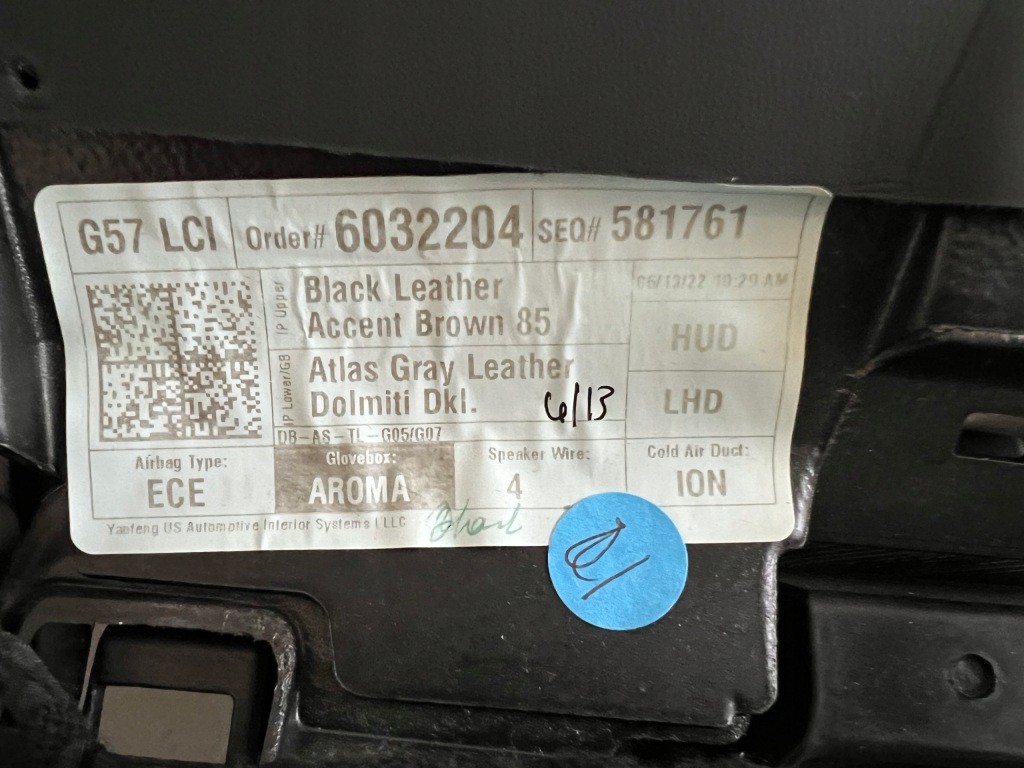 G57 LCI Order# 6032204 SEQ# 581761
06/13/22 10:29 AM
IP Upper
Black Leather
Accent Brown 85
HUD
IP Lower/GB
Atlas Gray Leather
Dolmiti Dkl.
6/13
LHD
DB-AS-TL-G05/G07
Airbag Type:
ECE
Glovebox:
AROMA
Speaker Wire:
4
Cold Air Duct:
ION
Yanfeng US Automotive Interior Systems I LLC